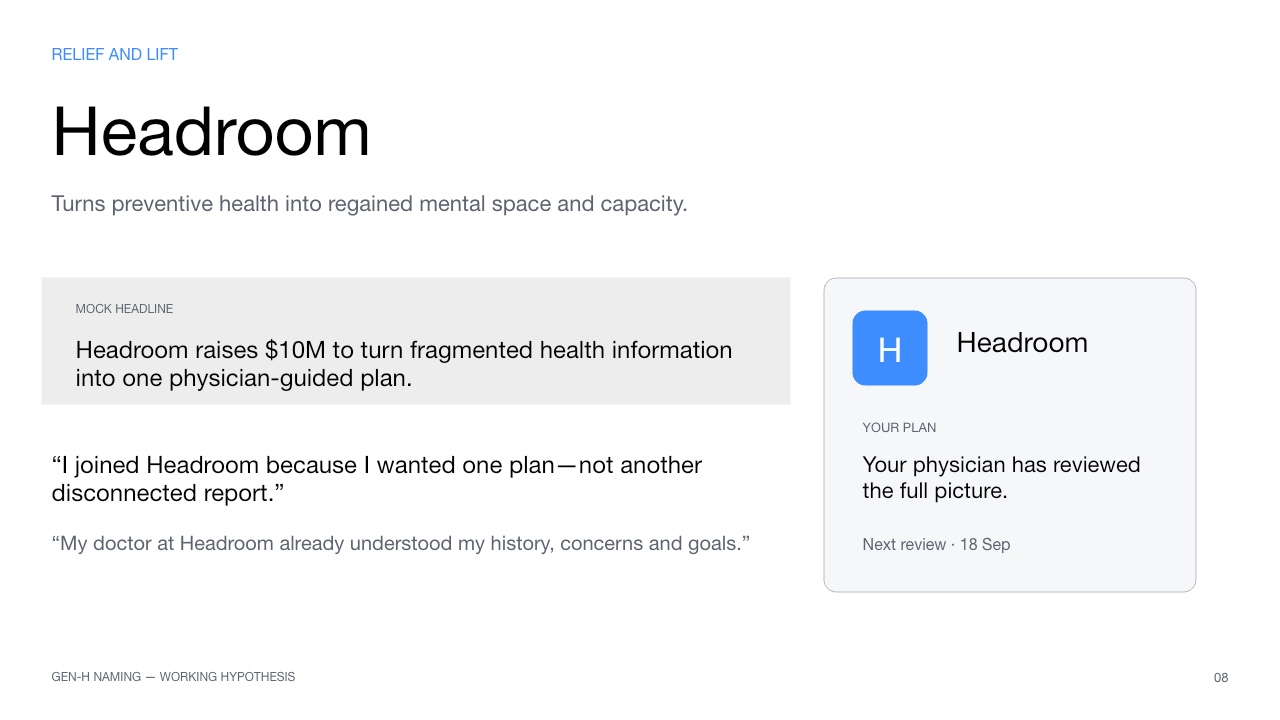 RELIEF AND LIFT
Headroom
Turns preventive health into regained mental space and capacity.
MOCK HEADLINE
Headroom raises $10M to turn fragmented health information
into one physician-guided plan.
“I joined Headroom because I wanted one plan—not another
disconnected report.”
“My doctor at Headroom already understood my history, concerns and goals.”
H
Headroom
YOUR PLAN
Your physician has reviewed
the full picture.
Next review · 18 Sep
GEN-H NAMING — WORKING HYPOTHESIS
08